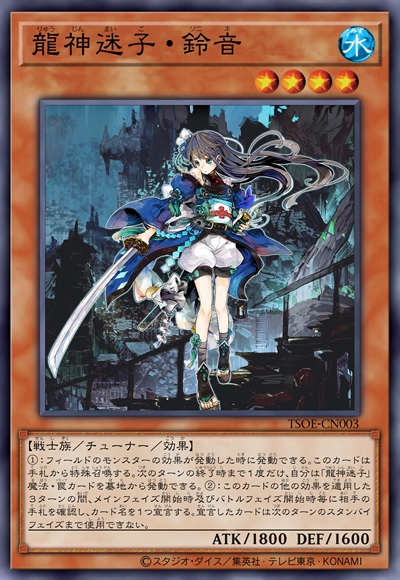 龍神迷子・鈴音
りゅう じん まい ご ソニ ネ
水
TSOE-CN003
【戦士族／チューナー／効果】
①：フィールドのモンスターの効果が発動した時に発動できる。このカードは
手札から特殊召喚する。次のターンの終了時まで１度だけ、自分は「龍神迷子」
魔法・罠カードを墓地から発動できる。②：このカードの他の効果を適用した
３ターンの間、メインフェイズ開始時及びバトルフェイズ開始時毎に相手の
手札を確認し、カード名を１つ宣言する。宣言したカードは次のターンのスタンバイ
フェイズまで使用できない。
ATK/1800 DEF/1600
©スタジオ・ダイス／集英社・テレビ東京・KONAMI